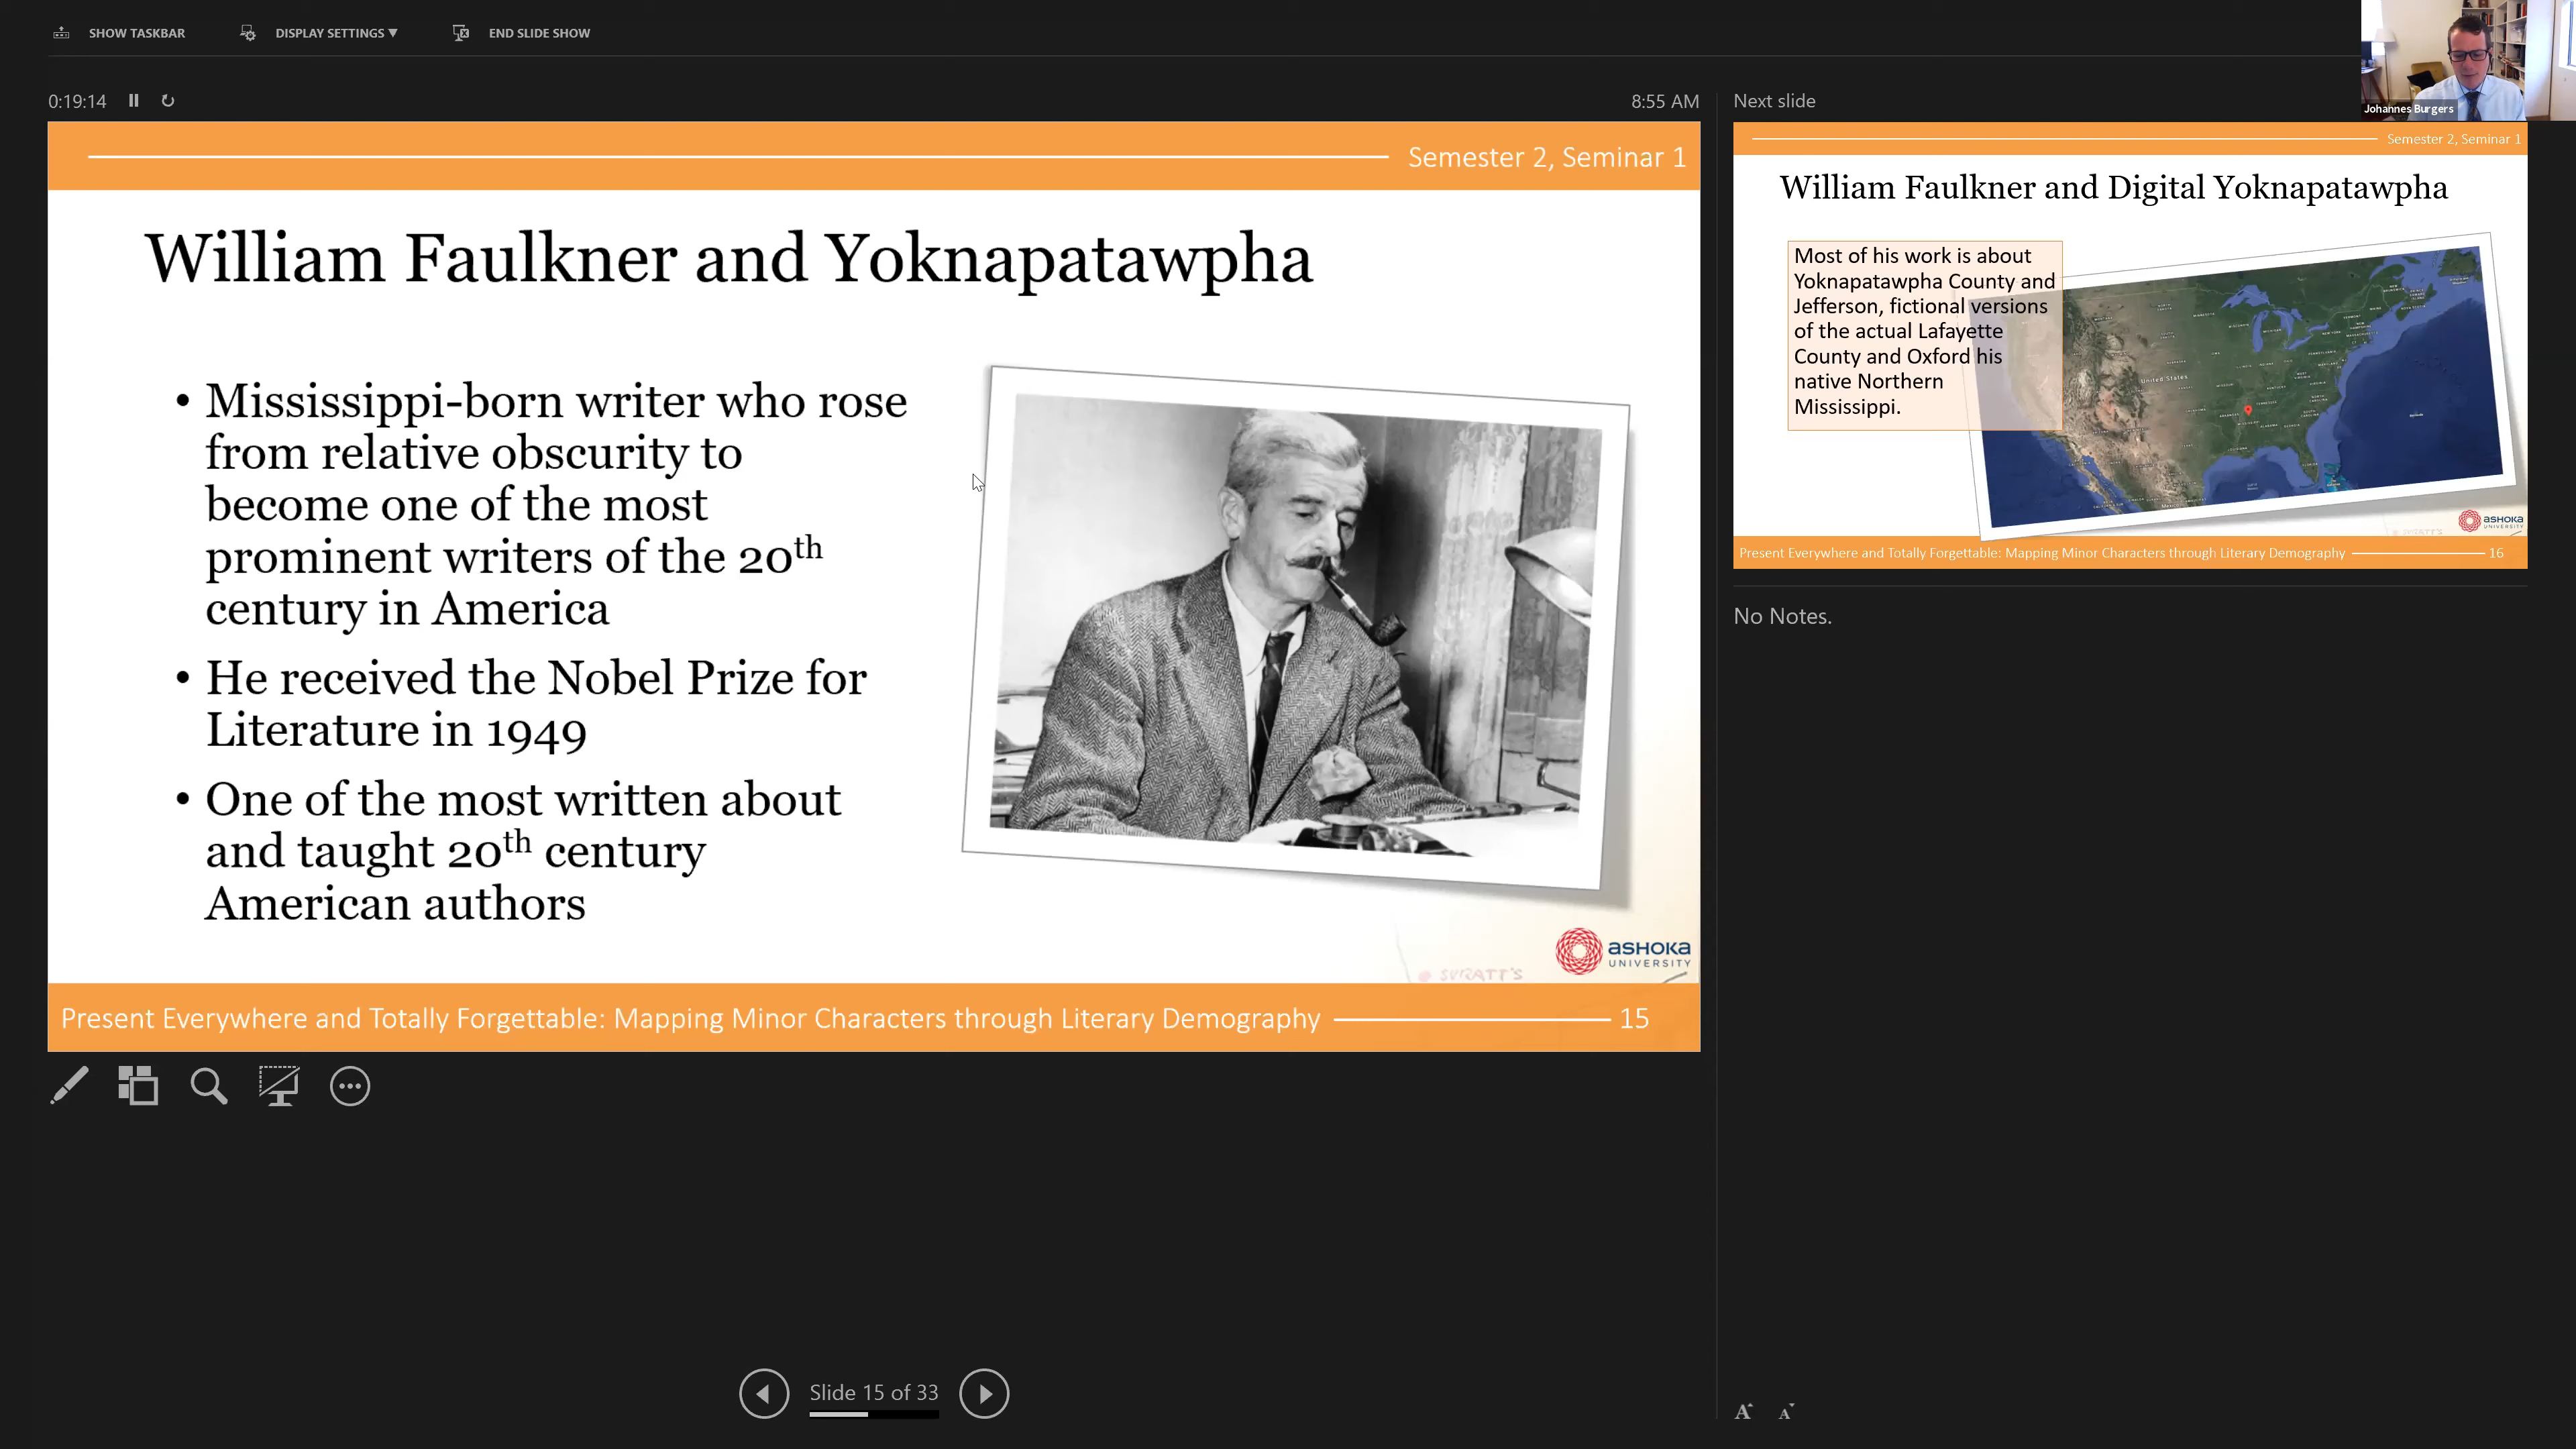 SHOW TASKBAR
DISPLAY SETTINGS ▼
END SLIDE SHOW
0:19:14
8:55 AM
Semester 2, Seminar 1
William Faulkner and Yoknapatawpha
• Mississippi-born writer who rose
from relative obscurity to
become one of the most
prominent writers of the 20th
century in America
• He received the Nobel Prize for
Literature in 1949
• One of the most written about
and taught 20th century
American authors
SURATT'S
ASHOKA
UNIVERSITY
Present Everywhere and Totally Forgettable: Mapping Minor Characters through Literary Demography
15
Slide 15 of 33
Next slide
Johannes Burgers
Semester 2, Seminar 1
William Faulkner and Digital Yoknapatawpha
Most of his work is about
Yoknapatawpha County and
Jefferson, fictional versions
of the actual Lafayette
County and Oxford his
native Northern
Mississippi.
United States
ASHOKA
UNIVERSITY
Present Everywhere and Totally Forgettable: Mapping Minor Characters through Literary Demography
16
No Notes.
A A